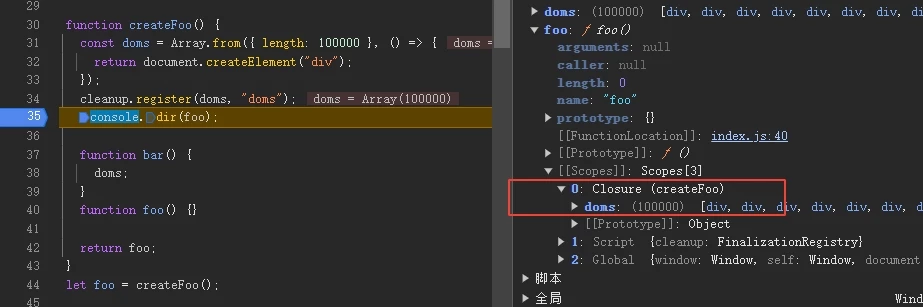 29
30 function createFoo() {
31 const doms = Array.from({ length: 100000 }, () => { doms =
32 return document.createElement("div");
33 });
34 cleanup.register(doms, "doms"); doms = Array(100000)
35 console.dir(foo);
36
37 function bar() {
38 doms;
39 }
40 function foo() {}
41
42 return foo;
43 }
44 let foo = createFoo();
doms: (100000) [div, div, div, div, div, div, div, d
foo: ƒ foo()
arguments: null
caller: null
length: 0
name: "foo"
prototype: {}
[[FunctionLocation]]: index.js:40
[[Prototype]]: ƒ ()
[[Scopes]]: Scopes[3]
0: Closure (createFoo)
doms: (100000) [div, div, div, div, div, div, d
[[Prototype]]: Object
1: Script {cleanup: FinalizationRegistry}
2: Global {window: Window, self: Window, document
脚本
全局 Wind